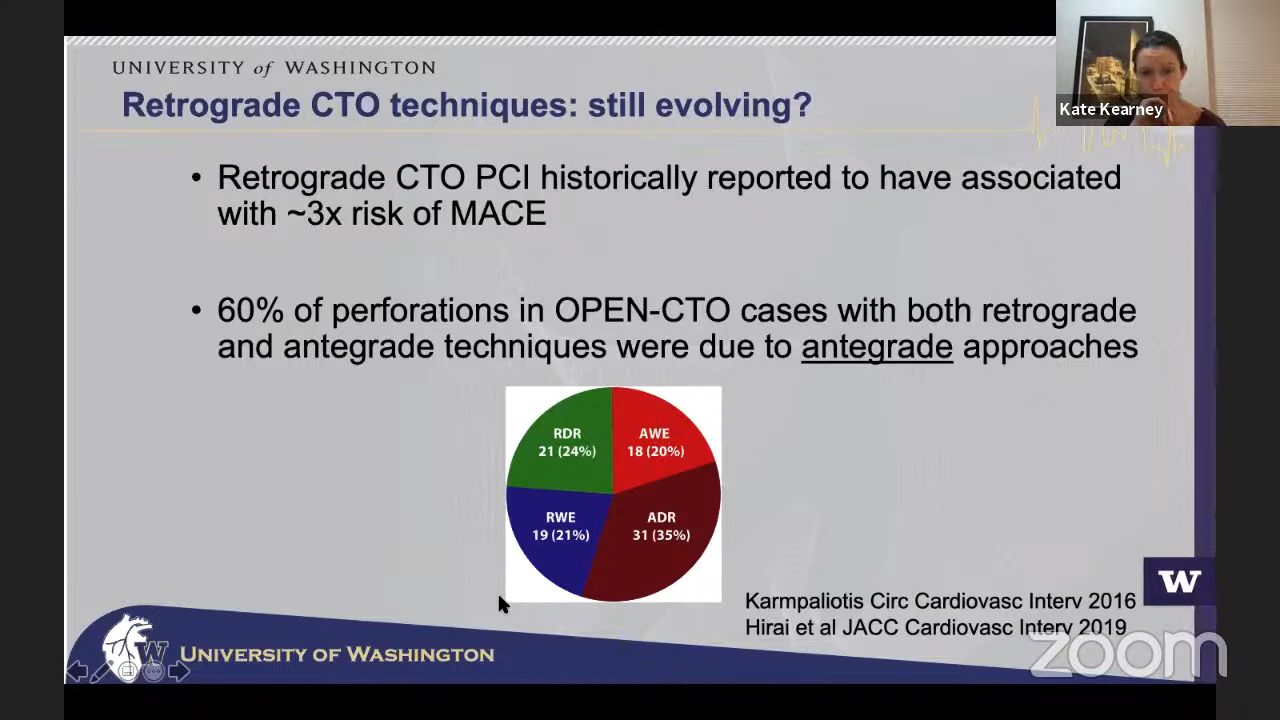 UNIVERSITY of WASHINGTON
Retrograde CTO techniques: still evolving?
Kate Kearney
• Retrograde CTO PCI historically reported to have associated
with ~3x risk of MACE
• 60% of perforations in OPEN-CTO cases with both retrograde
and antegrade techniques were due to antegrade approaches
RDR
21 (24%)
AWE
18 (20%)
RWE
19 (21%)
ADR
31 (35%)
Karmpaliotis Circ Cardiovasc Interv 2016
Hirai et al JACC Cardiovasc Interv 2019
W
W
UNIVERSITY of WASHINGTON
zoom